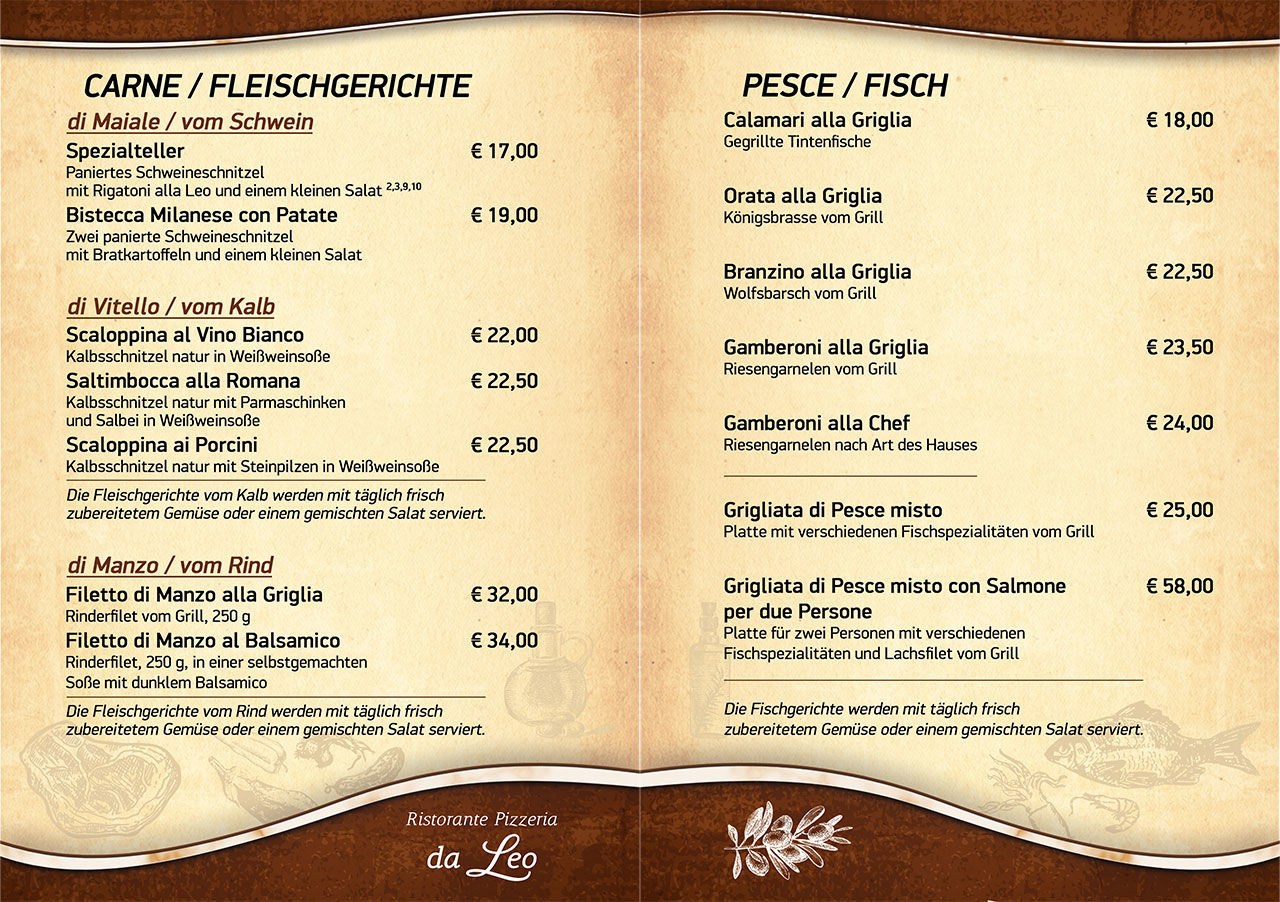 CARNE / FLEISCHGERICHTE
di Maiale / vom Schwein
Spezialteller € 17,00
Paniertes Schweineschnitzel
mit Rigatoni alla Leo und einem kleinen Salat 2,3,9,10
Bistecca Milanese con Patate € 19,00
Zwei panierte Schweineschnitzel
mit Bratkartoffeln und einem kleinen Salat
di Vitello / vom Kalb
Scaloppina al Vino Bianco € 22,00
Kalbsschnitzel natur in Weißweinsoße
Saltimbocca alla Romana € 22,50
Kalbsschnitzel natur mit Parmaschinken
und Salbei in Weißweinsoße
Scaloppina ai Porcini € 22,50
Kalbsschnitzel natur mit Steinpilzen in Weißweinsoße
Die Fleischgerichte vom Kalb werden mit täglich frisch
zubereitetem Gemüse oder einem gemischten Salat serviert.
di Manzo / vom Rind
Filetto di Manzo alla Griglia € 32,00
Rinderfilet vom Grill, 250 g
Filetto di Manzo al Balsamico € 34,00
Rinderfilet, 250 g, in einer selbstgemachten
Soße mit dunklem Balsamico
Die Fleischgerichte vom Rind werden mit täglich frisch
zubereitetem Gemüse oder einem gemischten Salat serviert.
Ristorante Pizzeria
da Leo
PESCE / FISCH
Calamari alla Griglia € 18,00
Gegrillte Tintenfische
Orata alla Griglia € 22,50
Königsbrasse vom Grill
Branzino alla Griglia € 22,50
Wolfsbarsch vom Grill
Gamberoni alla Griglia € 23,50
Riesengarnelen vom Grill
Gamberoni alla Chef € 24,00
Riesengarnelen nach Art des Hauses
Grigliata di Pesce misto € 25,00
Platte mit verschiedenen Fischspezialitäten vom Grill
Grigliata di Pesce misto con Salmone € 58,00
per due Persone
Platte für zwei Personen mit verschiedenen
Fischspezialitäten und Lachsfilet vom Grill
Die Fischgerichte werden mit täglich frisch
zubereitetem Gemüse oder einem gemischten Salat serviert.